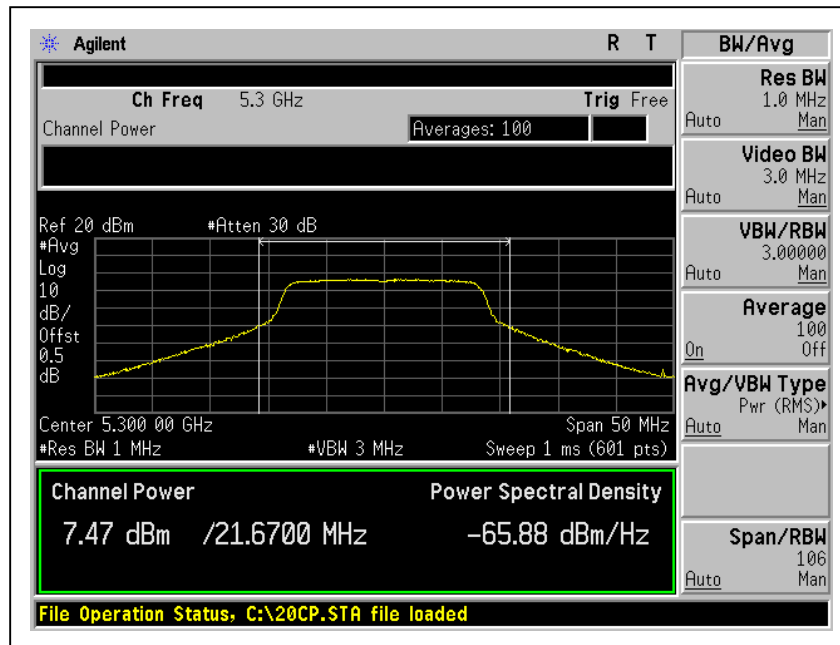 Agilent
R T
BW/Avg
Ch Freq 5.3 GHz
Trig Free
Channel Power
Averages: 100
Ref 20 dBm
#Atten 30 dB
#Avg
Log
10
dB/
Offst
0.5
dB
Center 5.300 00 GHz
Span 50 MHz
#Res BW 1 MHz
#VBW 3 MHz
Sweep 1 ms (601 pts)
Channel Power
Power Spectral Density
7.47 dBm /21.6700 MHz
-65.88 dBm/Hz
File Operation Status, C:\20CP.STA file loaded
Res BW
1.0 MHz
Auto Man
Video BW
3.0 MHz
Auto Man
VBW/RBW
3.00000
Auto Man
Average
100
On Off
Avg/VBW Type
Pwr (RMS)▸
Auto Man
Span/RBW
106
Auto Man